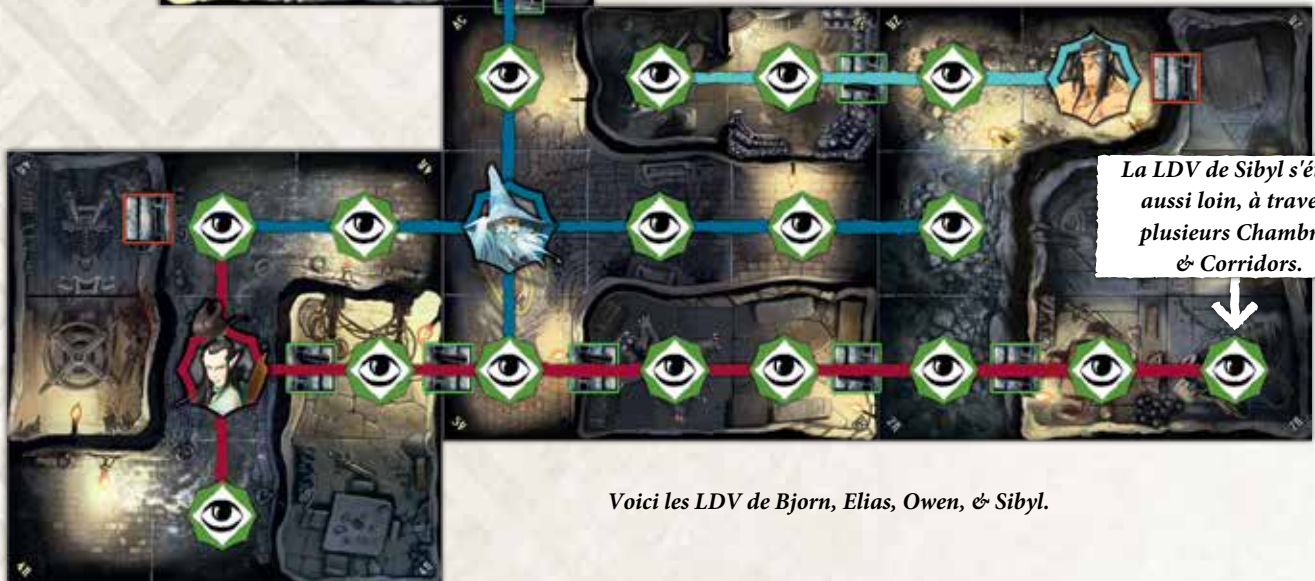 La LDV de Sibyl s'é
aussi loin, à trave
plusieurs Chambr
& Corridors.
Voici les LDV de Bjorn, Elias, Owen, & Sibyl.